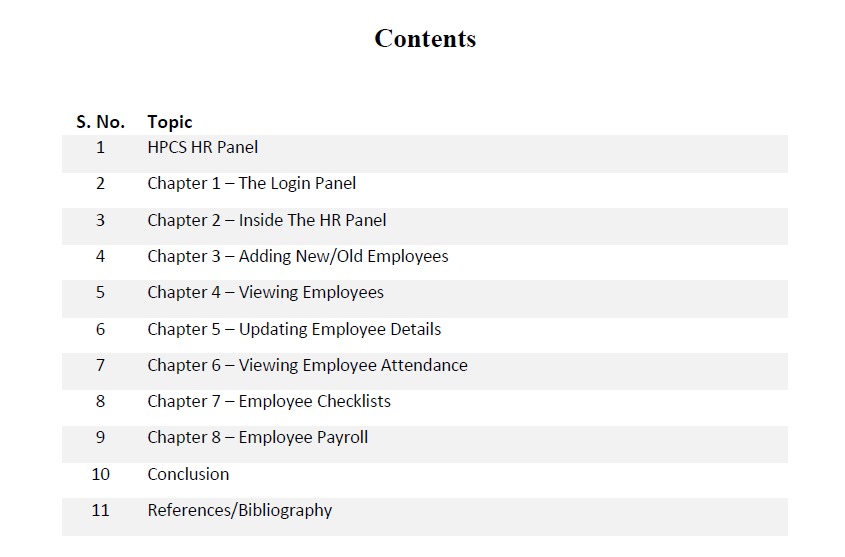 Contents
S. No. Topic
1 HPCS HR Panel
2 Chapter 1 – The Login Panel
3 Chapter 2 – Inside The HR Panel
4 Chapter 3 – Adding New/Old Employees
5 Chapter 4 – Viewing Employees
6 Chapter 5 – Updating Employee Details
7 Chapter 6 – Viewing Employee Attendance
8 Chapter 7 – Employee Checklists
9 Chapter 8 – Employee Payroll
10 Conclusion
11 References/Bibliography